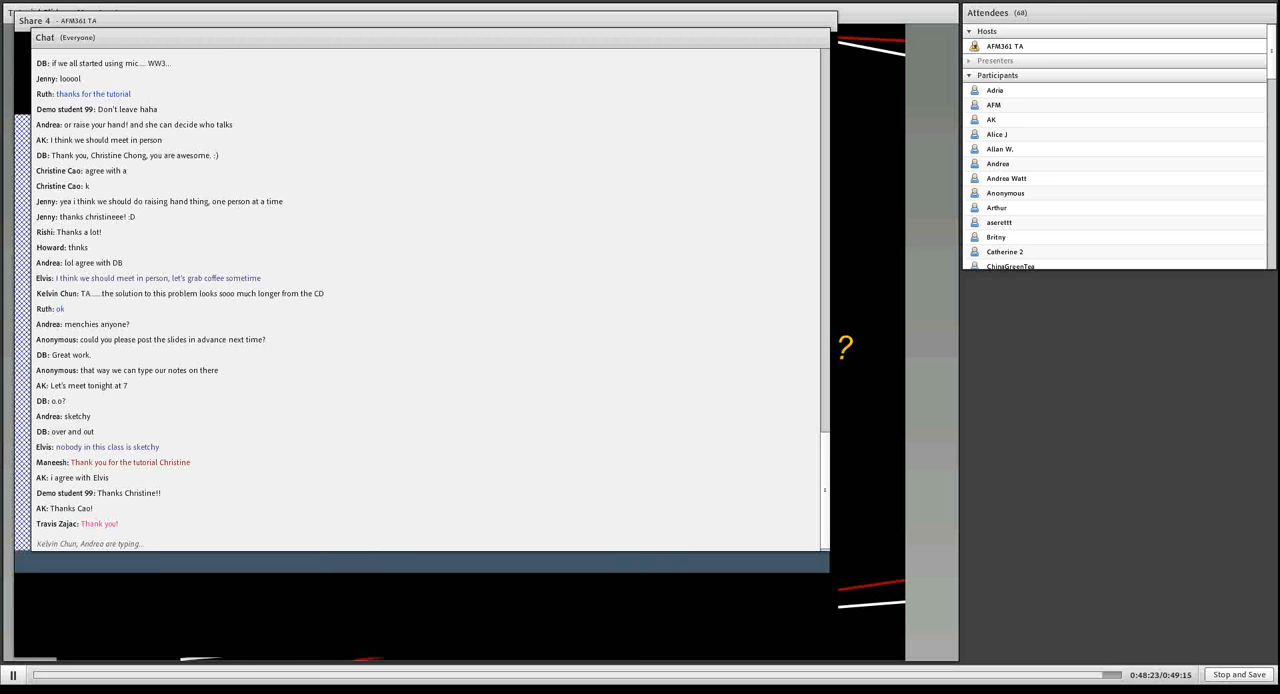 Share 4 - AFM361 TA
Chat (Everyone)
DB: if we all started using mic.... WW3...
Jenny: looool
Ruth: thanks for the tutorial
Demo student 99: Don't leave haha
Andrea: or raise your hand! and she can decide who talks
AK: I think we should meet in person
DB: Thank you, Christine Chong, you are awesome. :)
Christine Cao: agree with a
Christine Cao: k
Jenny: yea i think we should do raising hand thing, one person at a time
Jenny: thanks christineee! :D
Rishi: Thanks a lot!
Howard: thnks
Andrea: lol agree with DB
Elvis: I think we should meet in person, let's grab coffee sometime
Kelvin Chun: TA......the solution to this problem looks sooo much longer from the CD
Ruth: ok
Andrea: menchies anyone?
Anonymous: could you please post the slides in advance next time?
DB: Great work.
Anonymous: that way we can type our notes on there
AK: Let's meet tonight at 7
DB: o.o?
Andrea: sketchy
DB: over and out
Elvis: nobody in this class is sketchy
Maneesh: Thank you for the tutorial Christine
AK: i agree with Elvis
Demo student 99: Thanks Christine!!
AK: Thanks Cao!
Travis Zajac: Thank you!
Kelvin Chun, Andrea are typing...
?
Attendees (68)
Hosts
AFM361 TA
Presenters
Participants
Adria
AFM
AK
Alice J
Allan W.
Andrea
Andrea Watt
Anonymous
Arthur
aserettt
Britny
Catherine 2
ChinaGreenTea
0:48:23/0:49:15
Stop and Save